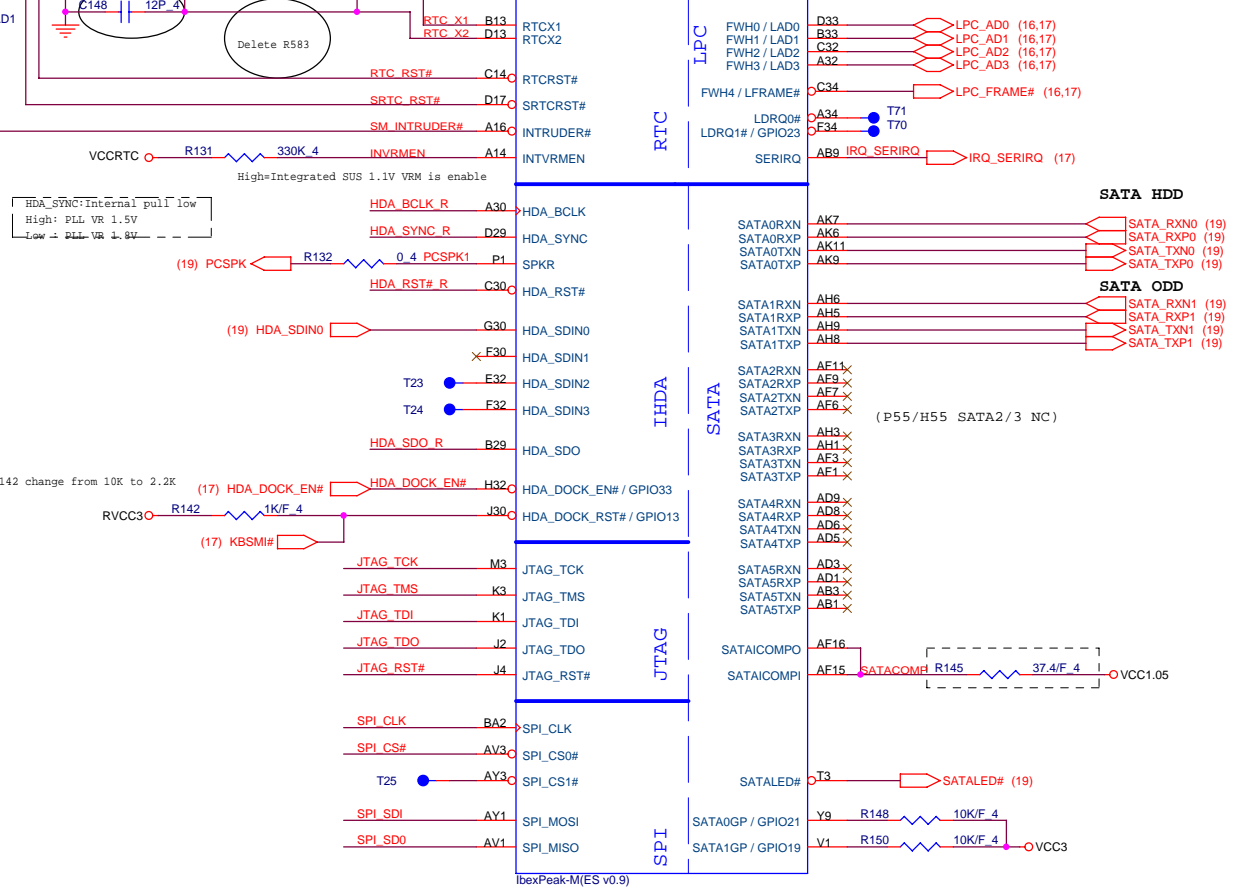 C148 12P_4
AD1
Delete R583
RTC_X1 B13 RTCX1
RTC_X2 D13 RTCX2
RTC_RST# C14 RTCRST#
SRTC_RST# D17 SRTCRST#
SM_INTRUDER# A16 INTRUDER#
VCCRTC R131 330K_4 INVRMEN A14 INTVRMEN
High=Integrated SUS 1.1V VRM is enable
RTC
LPC
FWH0 / LAD0 D33 LPC_AD0 (16,17)
FWH1 / LAD1 B33 LPC_AD1 (16,17)
FWH2 / LAD2 C32 LPC_AD2 (16,17)
FWH3 / LAD3 A32 LPC_AD3 (16,17)
FWH4 / LFRAME# C34 LPC_FRAME# (16,17)
LDRQ0# A34 T71
LDRQ1# / GPIO23 F34 T70
SERIRQ AB9 IRQ_SERIRQ IRQ_SERIRQ (17)
HDA_SYNC:Internal pull low
High: PLL VR 1.5V
Low : PLL VR 1.8V
HDA_BCLK_R A30 HDA_BCLK
HDA_SYNC_R D29 HDA_SYNC
(19) PCSPK R132 0_4 PCSPK1 P1 SPKR
HDA_RST#_R C30 HDA_RST#
(19) HDA_SDIN0 G30 HDA_SDIN0
F30 HDA_SDIN1
T23 E32 HDA_SDIN2
T24 F32 HDA_SDIN3
HDA_SDO_R B29 HDA_SDO
142 change from 10K to 2.2K
(17) HDA_DOCK_EN# HDA_DOCK_EN# H32 HDA_DOCK_EN# / GPIO33
RVCC3 R142 1K/F_4 J30 HDA_DOCK_RST# / GPIO13
(17) KBSMI#
IHDA
SATA
SATA HDD
SATA0RXN AK7 SATA_RXN0 (19)
SATA0RXP AK6 SATA_RXP0 (19)
SATA0TXN AK11 SATA_TXN0 (19)
SATA0TXP AK9 SATA_TXP0 (19)
SATA ODD
SATA1RXN AH6 SATA_RXN1 (19)
SATA1RXP AH5 SATA_RXP1 (19)
SATA1TXN AH9 SATA_TXN1 (19)
SATA1TXP AH8 SATA_TXP1 (19)
SATA2RXN AF11
SATA2RXP AF9
SATA2TXN AF7
SATA2TXP AF6
(P55/H55 SATA2/3 NC)
SATA3RXN AH3
SATA3RXP AH1
SATA3TXN AF3
SATA3TXP AF1
SATA4RXN AD9
SATA4RXP AD8
SATA4TXN AD6
SATA4TXP AD5
SATA5RXN AD3
SATA5RXP AD1
SATA5TXN AB3
SATA5TXP AB1
JTAG_TCK M3 JTAG_TCK
JTAG_TMS K3 JTAG_TMS
JTAG_TDI K1 JTAG_TDI
JTAG_TDO J2 JTAG_TDO
JTAG_RST# J4 JTAG_RST#
JTAG
SATAICOMPO AF16
SATAICOMPI AF15 SATACOMP R145 37.4/F_4 VCC1.05
SPI_CLK BA2 SPI_CLK
SPI_CS# AV3 SPI_CS0#
T25 AY3 SPI_CS1#
SPI_SDI AY1 SPI_MOSI
SPI_SD0 AV1 SPI_MISO
SPI
SATALED# T3 SATALED# (19)
SATA0GP / GPIO21 Y9 R148 10K/F_4
SATA1GP / GPIO19 V1 R150 10K/F_4 VCC3
IbexPeak-M(ES v0.9)